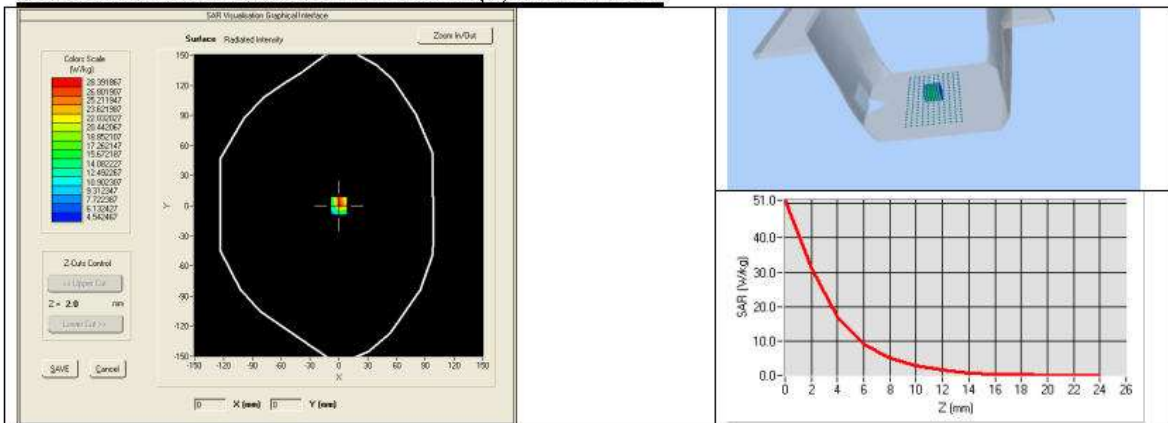 SAR Visualisation Graphical Interface
Surface Radiated Intensity
Zoom In/Out
Colors Scale
(W/kg)
28.391867
26.801907
25.211947
23.621987
22.032027
20.442067
18.852107
17.262147
15.672187
14.082227
12.492267
10.902307
9.312347
7.722387
6.132427
4.542467
Z-Cuts Control
<< Upper Cut
Z = 2.0 mm
Lower Cut >>
SAVE Cancel
150
120
90
60
30
0
-30
-60
-90
-120
-150
Y
-150 -120 -90 -60 -30 0 30 60 90 120 150
X
0 X (mm) 0 Y (mm)
51.0
40.0
30.0
20.0
10.0
0.0
SAR (W/kg)
0 2 4 6 8 10 12 14 16 18 20 22 24 26
Z (mm)